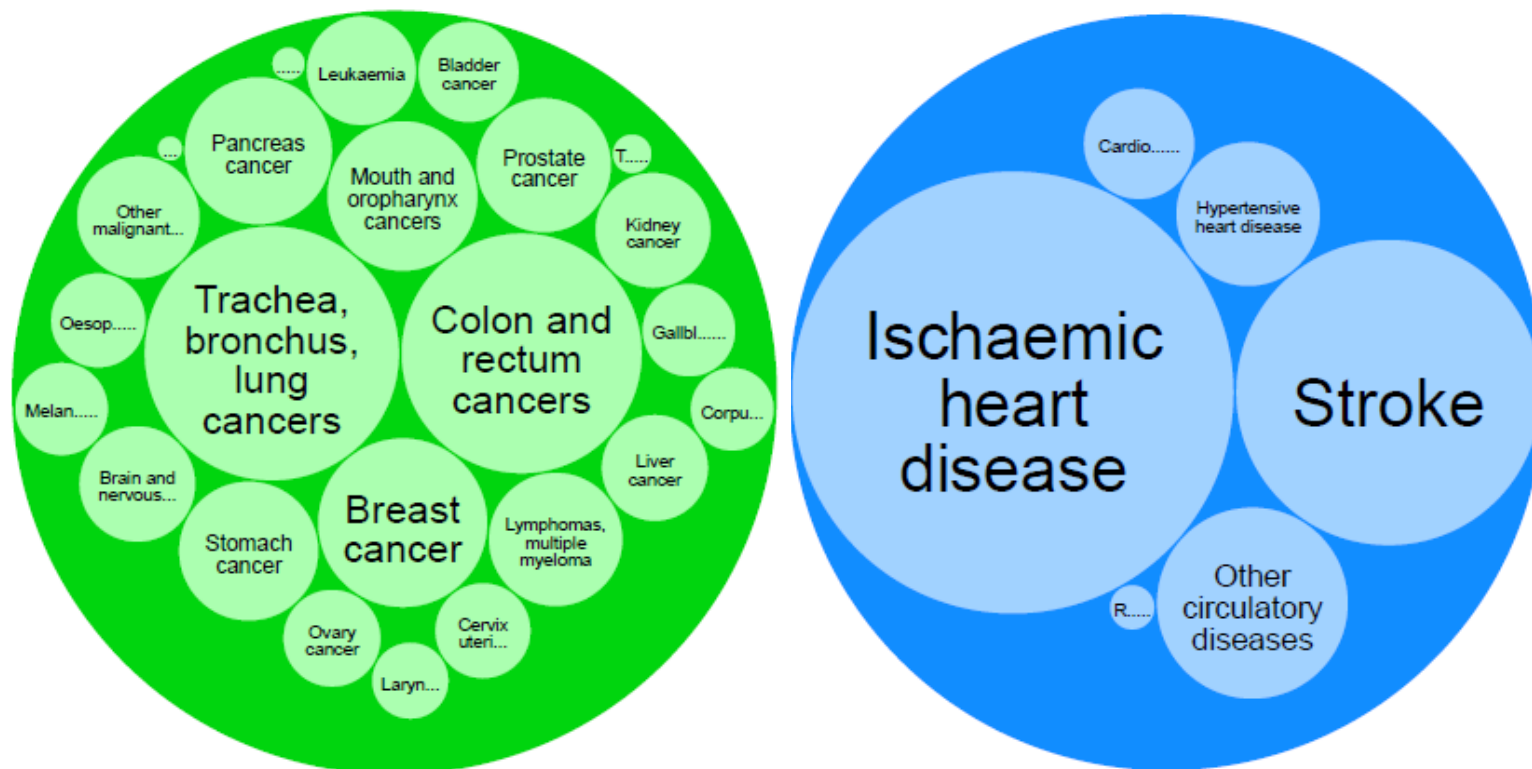 .....
Leukaemia
Bladder
cancer
Pancreas
cancer
...
Mouth and
oropharynx
cancers
Prostate
cancer
T.....
Other
malignant...
Kidney
cancer
Trachea,
bronchus,
lung
cancers
Colon and
rectum
cancers
Oesop.....
Gallbl......
Melan.....
Corpu...
Brain and
nervous...
Liver
cancer
Breast
cancer
Lymphomas,
multiple
myeloma
Stomach
cancer
Ovary
cancer
Cervix
uteri...
Laryn...
Cardio......
Hypertensive
heart disease
Ischaemic
heart
disease
Stroke
R.....
Other
circulatory
diseases